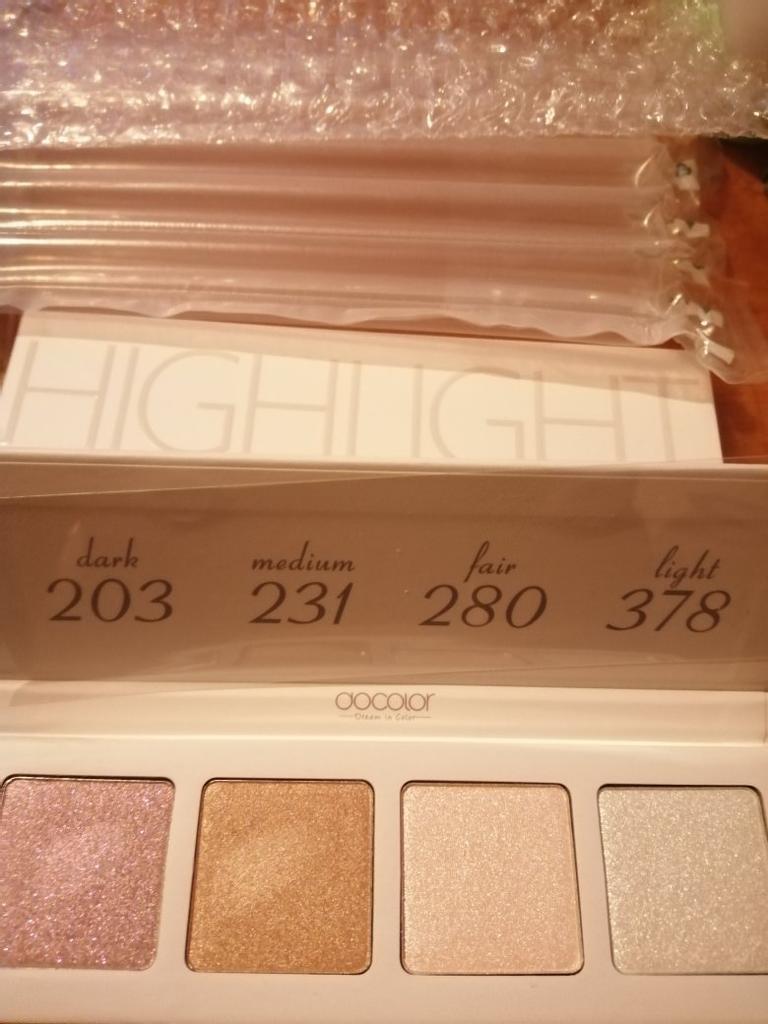 HIGHLIGHT
dark medium fair light
203 231 280 378
docolor
Dream in Color